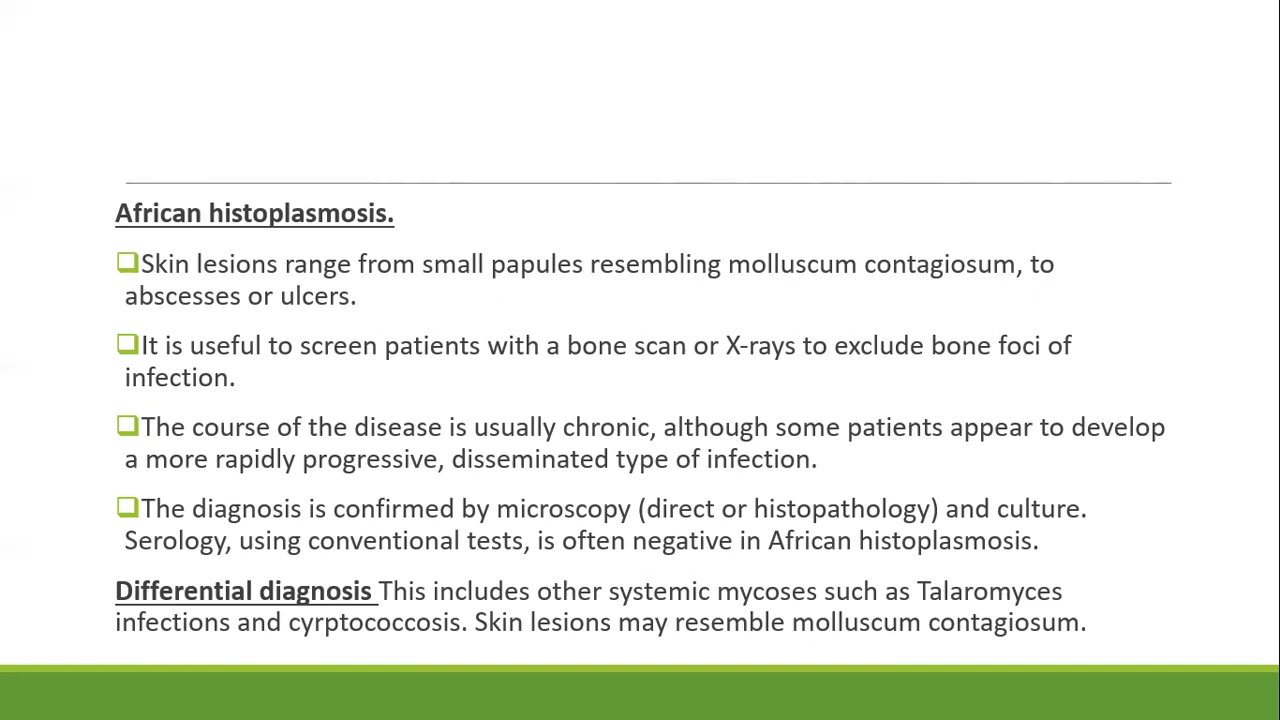 African histoplasmosis.
❑Skin lesions range from small papules resembling molluscum contagiosum, to
abscesses or ulcers.
❑It is useful to screen patients with a bone scan or X-rays to exclude bone foci of
infection.
❑The course of the disease is usually chronic, although some patients appear to develop
a more rapidly progressive, disseminated type of infection.
❑The diagnosis is confirmed by microscopy (direct or histopathology) and culture.
Serology, using conventional tests, is often negative in African histoplasmosis.
Differential diagnosis This includes other systemic mycoses such as Talaromyces
infections and cyrptococcosis. Skin lesions may resemble molluscum contagiosum.